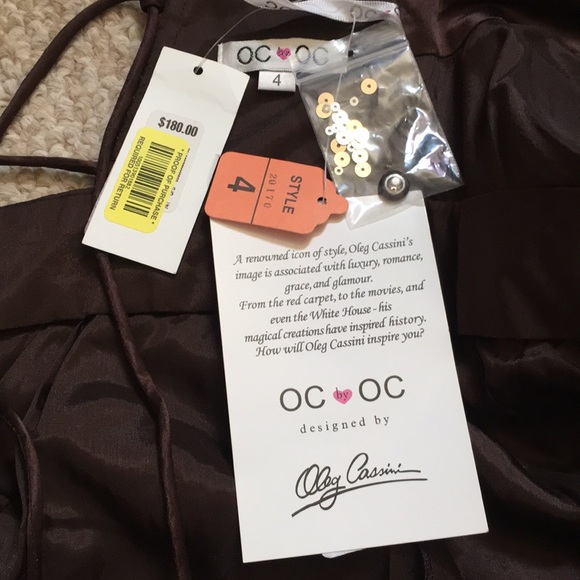 OC by OC
4
$180.00
*PROOF OF PURCHASE*
REQUIRED FOR RETURN
STYLE
20170
4
A renowned icon of style, Oleg Cassini's
image is associated with luxury, romance,
grace, and glamour.
From the red carpet, to the movies, and
even the White House - his
magical creations have inspired history.
How will Oleg Cassini inspire you?
OC by OC
designed by
Oleg Cassini